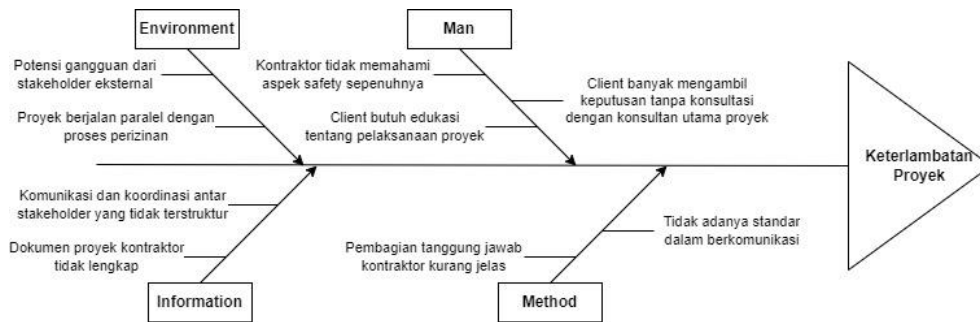 Environment
Man
Potensi gangguan dari
stakeholder eksternal
Kontraktor tidak memahami
aspek safety sepenuhnya
Client banyak mengambil
keputusan tanpa konsultasi
dengan konsultan utama proyek
Proyek berjalan paralel dengan
proses perizinan
Client butuh edukasi
tentang pelaksanaan proyek
Keterlambatan
Proyek
Komunikasi dan koordinasi antar
stakeholder yang tidak terstruktur
Tidak adanya standar
dalam berkomunikasi
Dokumen proyek kontraktor
tidak lengkap
Pembagian tanggung jawab
kontraktor kurang jelas
Information
Method